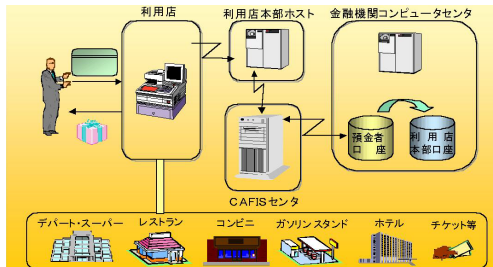 利用店
利用店本部ホスト
金融機関コンピュータセンタ
預金者
口 座
利 用 店
本部口座
CAFISセンタ
デパート・スーパー
レストラン
コンビニ
ガソリンスタンド
ホテル
チケット等